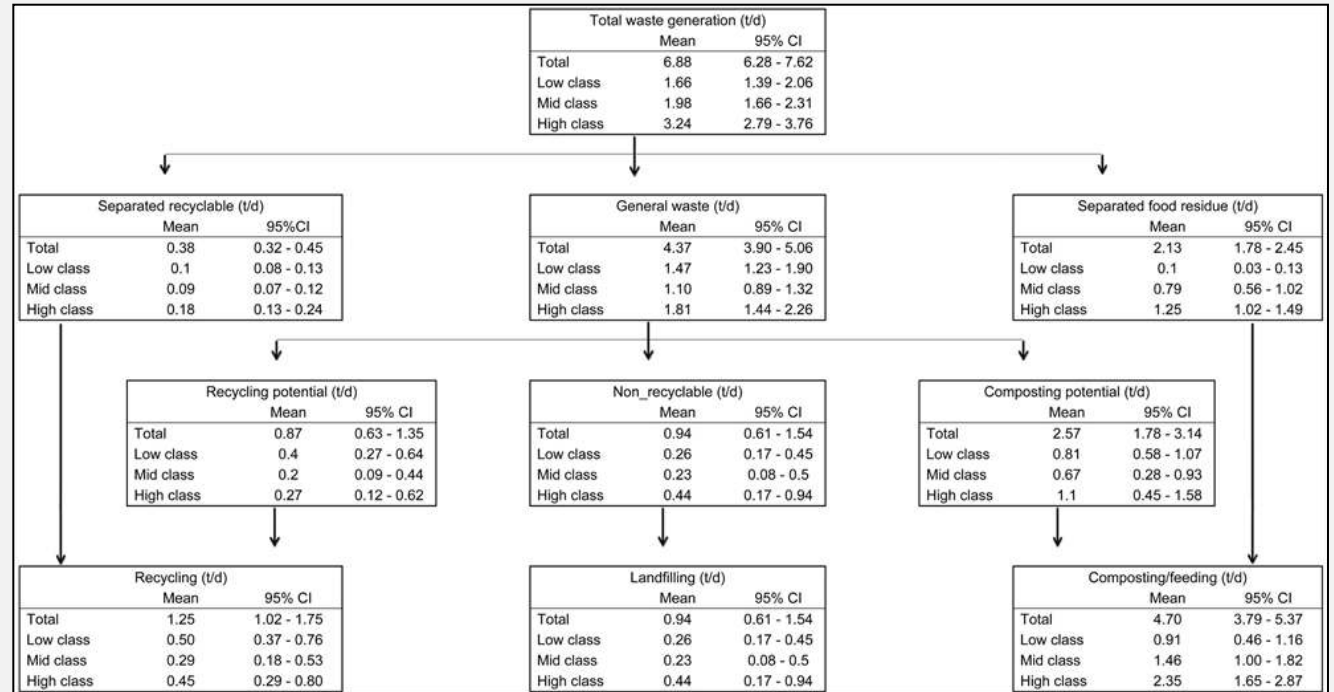 Total waste generation (t/d)
Mean 95% CI
Total 6.88 6.28 - 7.62
Low class 1.66 1.39 - 2.06
Mid class 1.98 1.66 - 2.31
High class 3.24 2.79 - 3.76
Separated recyclable (t/d)
Mean 95%CI
Total 0.38 0.32 - 0.45
Low class 0.1 0.08 - 0.13
Mid class 0.09 0.07 - 0.12
High class 0.18 0.13 - 0.24
General waste (t/d)
Mean 95% CI
Total 4.37 3.90 - 5.06
Low class 1.47 1.23 - 1.90
Mid class 1.10 0.89 - 1.32
High class 1.81 1.44 - 2.26
Separated food residue (t/d)
Mean 95% CI
Total 2.13 1.78 - 2.45
Low class 0.1 0.03 - 0.13
Mid class 0.79 0.56 - 1.02
High class 1.25 1.02 - 1.49
Recycling potential (t/d)
Mean 95% CI
Total 0.87 0.63 - 1.35
Low class 0.4 0.27 - 0.64
Mid class 0.2 0.09 - 0.44
High class 0.27 0.12 - 0.62
Non_recyclable (t/d)
Mean 95% CI
Total 0.94 0.61 - 1.54
Low class 0.26 0.17 - 0.45
Mid class 0.23 0.08 - 0.5
High class 0.44 0.17 - 0.94
Composting potential (t/d)
Mean 95% CI
Total 2.57 1.78 - 3.14
Low class 0.81 0.58 - 1.07
Mid class 0.67 0.28 - 0.93
High class 1.1 0.45 - 1.58
Recycling (t/d)
Mean 95% CI
Total 1.25 1.02 - 1.75
Low class 0.50 0.37 - 0.76
Mid class 0.29 0.18 - 0.53
High class 0.45 0.29 - 0.80
Landfilling (t/d)
Mean 95% CI
Total 0.94 0.61 - 1.54
Low class 0.26 0.17 - 0.45
Mid class 0.23 0.08 - 0.5
High class 0.44 0.17 - 0.94
Composting/feeding (t/d)
Mean 95% CI
Total 4.70 3.79 - 5.37
Low class 0.91 0.46 - 1.16
Mid class 1.46 1.00 - 1.82
High class 2.35 1.65 - 2.87